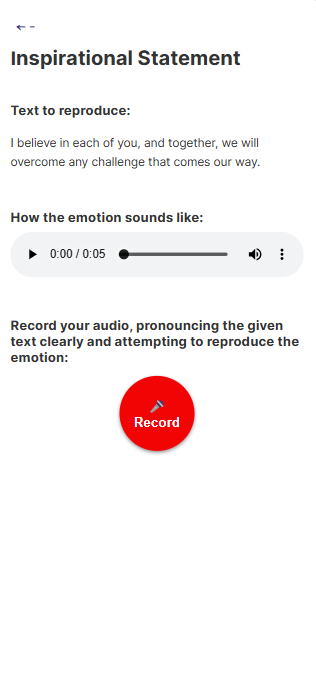 Inspirational Statement
Text to reproduce:
I believe in each of you, and together, we will
overcome any challenge that comes our way.
How the emotion sounds like:
0:00 / 0:05
Record your audio, pronouncing the given
text clearly and attempting to reproduce the
emotion:
Record